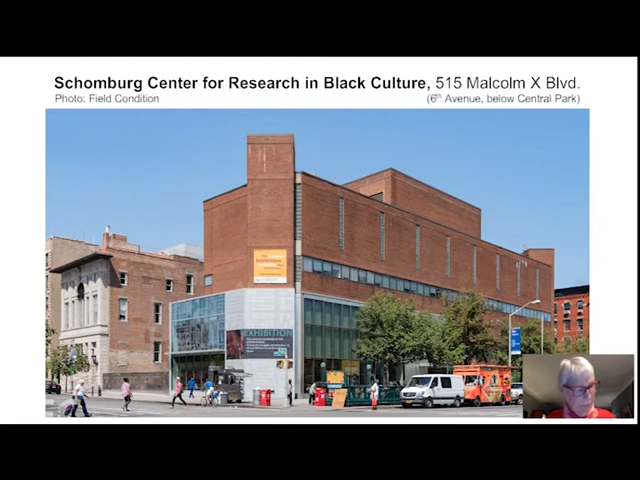 Schomburg Center for Research in Black Culture, 515 Malcolm X Blvd.
Photo: Field Condition
(6th Avenue, below Central Park)
EXHIBITION